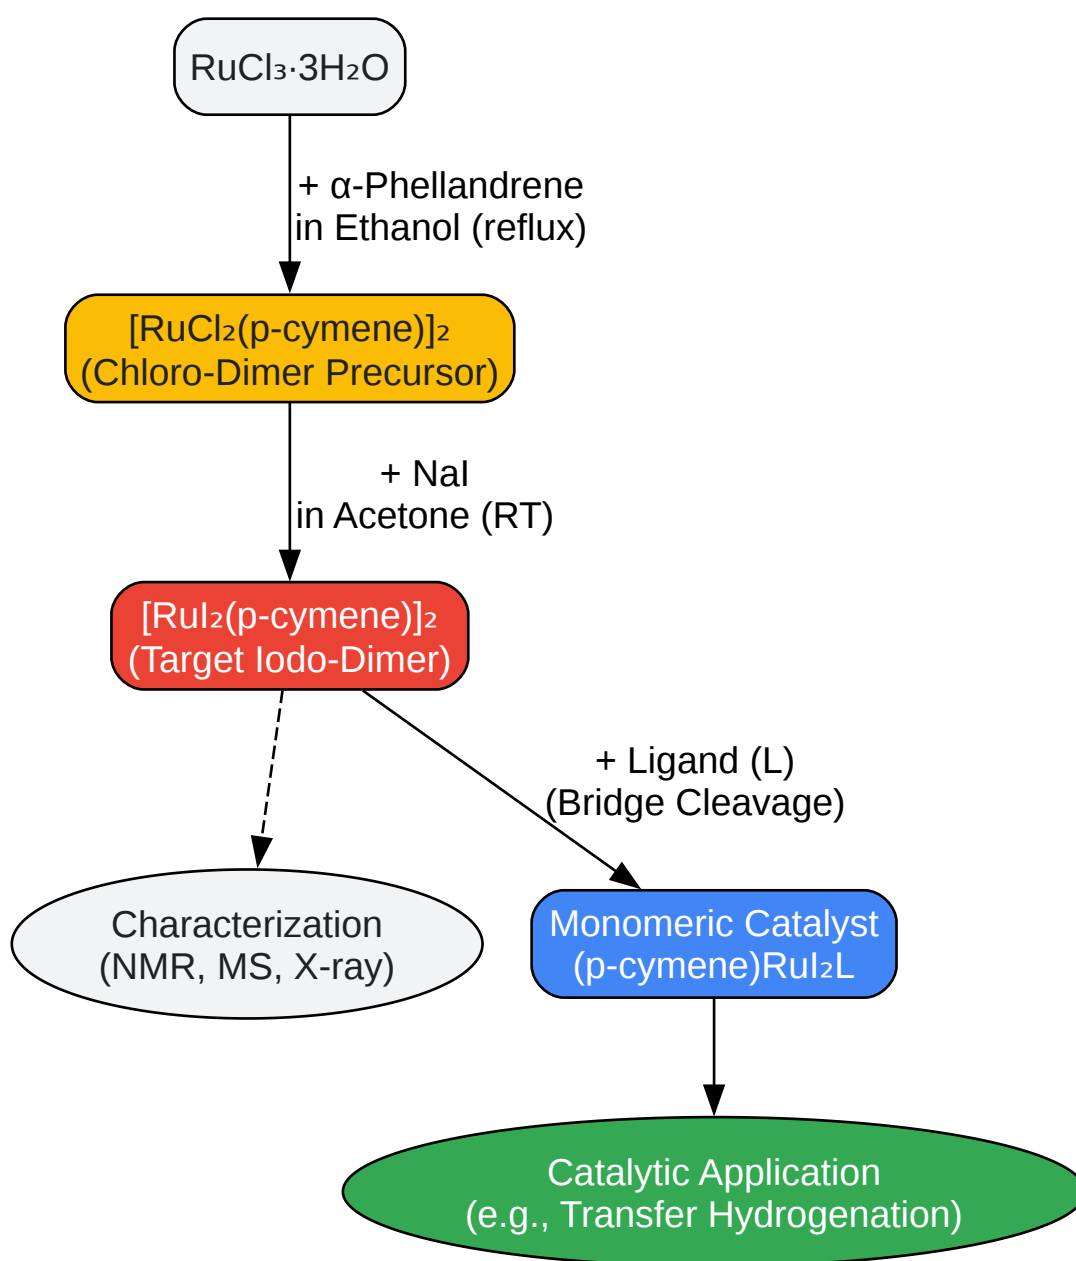 RuCl₃·3H₂O
+ α-Phellandrene
in Ethanol (reflux)
[RuCl₂(p-cymene)]₂
(Chloro-Dimer Precursor)
+ NaI
in Acetone (RT)
[RuI₂(p-cymene)]₂
(Target Iodo-Dimer)
+ Ligand (L)
(Bridge Cleavage)
Characterization
(NMR, MS, X-ray)
Monomeric Catalyst
(p-cymene)RuI₂L
Catalytic Application
(e.g., Transfer Hydrogenation)